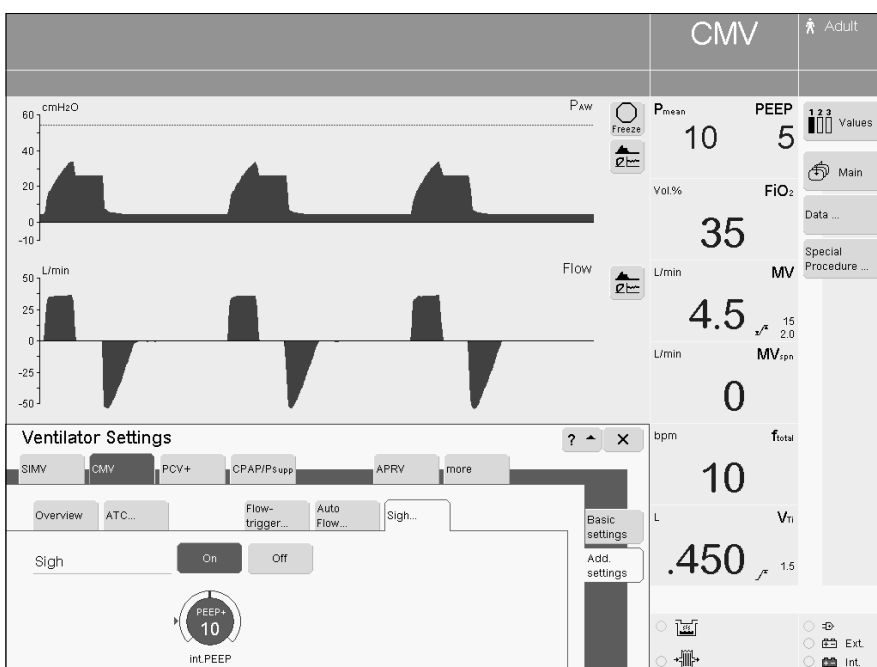 CMV
Adult
cmH2O
PAW
60
40
20
0
-10
Freeze
L/min
Flow
50
25
0
-25
-50
Pmean PEEP
10 5
Vol.% FiO2
35
L/min MV
4.5
15
2.0
L/min MVspn
0
bpm ftotal
10
L VTi
.450
1.5
1 2 3
Values
Main
Data ...
Special
Procedure ...
Ventilator Settings
? ×
SIMV CMV PCV+ CPAP/Psupp APRV more
Overview ATC... Flow-
trigger... Auto
Flow... Sigh...
Basic
settings
Add.
settings
Sigh On Off
PEEP+
10
int.PEEP
Ext.
Int.